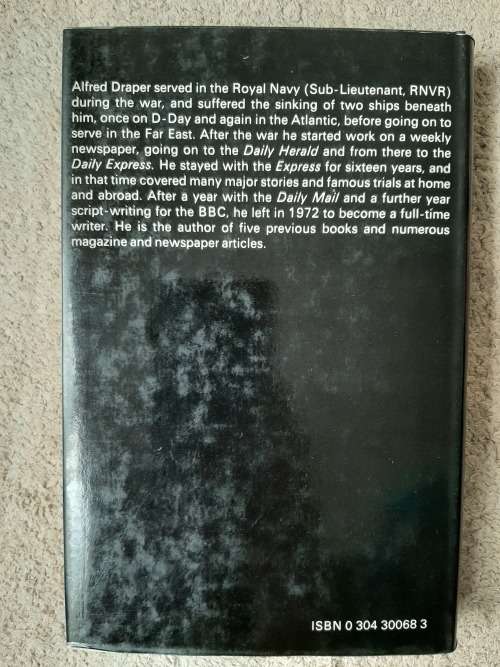 Alfred Draper served in the Royal Navy (Sub-Lieutenant, RNVR)
during the war, and suffered the sinking of two ships beneath
him, once on D-Day and again in the Atlantic, before going on to
serve in the Far East. After the war he started work on a weekly
newspaper, going on to the Daily Herald and from there to the
Daily Express. He stayed with the Express for sixteen years, and
in that time covered many major stories and famous trials at home
and abroad. After a year with the Daily Mail and a further year
script-writing for the BBC, he left in 1972 to become a full-time
writer. He is the author of five previous books and numerous
magazine and newspaper articles.
ISBN 0 304 30068 3